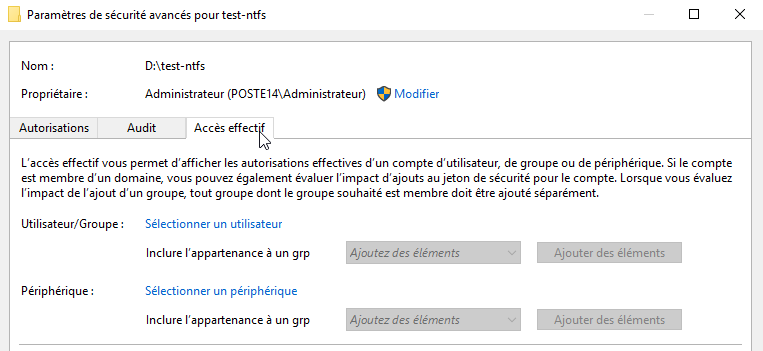 Paramètres de sécurité avancés pour test-ntfs
Nom : D:\test-ntfs
Propriétaire : Administrateur (POSTE14\Administrateur) Modifier
Autorisations Audit Accès effectif
L'accès effectif vous permet d'afficher les autorisations effectives d'un compte d'utilisateur, de groupe ou de périphérique. Si le compte
est membre d'un domaine, vous pouvez également évaluer l'impact d'ajouts au jeton de sécurité pour le compte. Lorsque vous évaluez
l'impact de l'ajout d'un groupe, tout groupe dont le groupe souhaité est membre doit être ajouté séparément.
Utilisateur/Groupe : Sélectionner un utilisateur
Inclure l'appartenance à un grp Ajoutez des éléments Ajouter des éléments
Périphérique : Sélectionner un périphérique
Inclure l'appartenance à un grp Ajoutez des éléments Ajouter des éléments